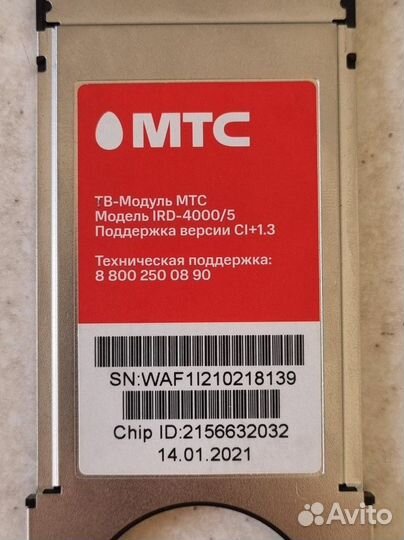 МТС
ТВ-Модуль МТС
Модель IRD-4000/5
Поддержка версии CI+1.3
Техническая поддержка:
8 800 250 08 90
SN:WAF1I210218139
Chip ID:2156632032
14.01.2021
Avito